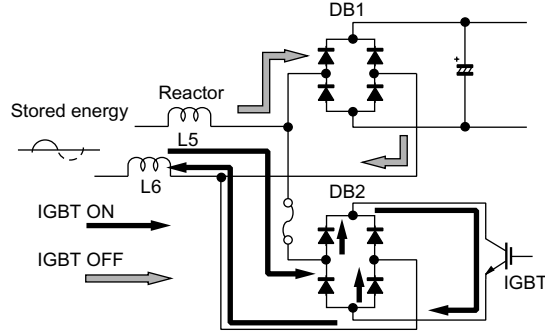 DB1
Reactor
Stored energy
L5
L6
DB2
IGBT ON
IGBT OFF
IGBT
+